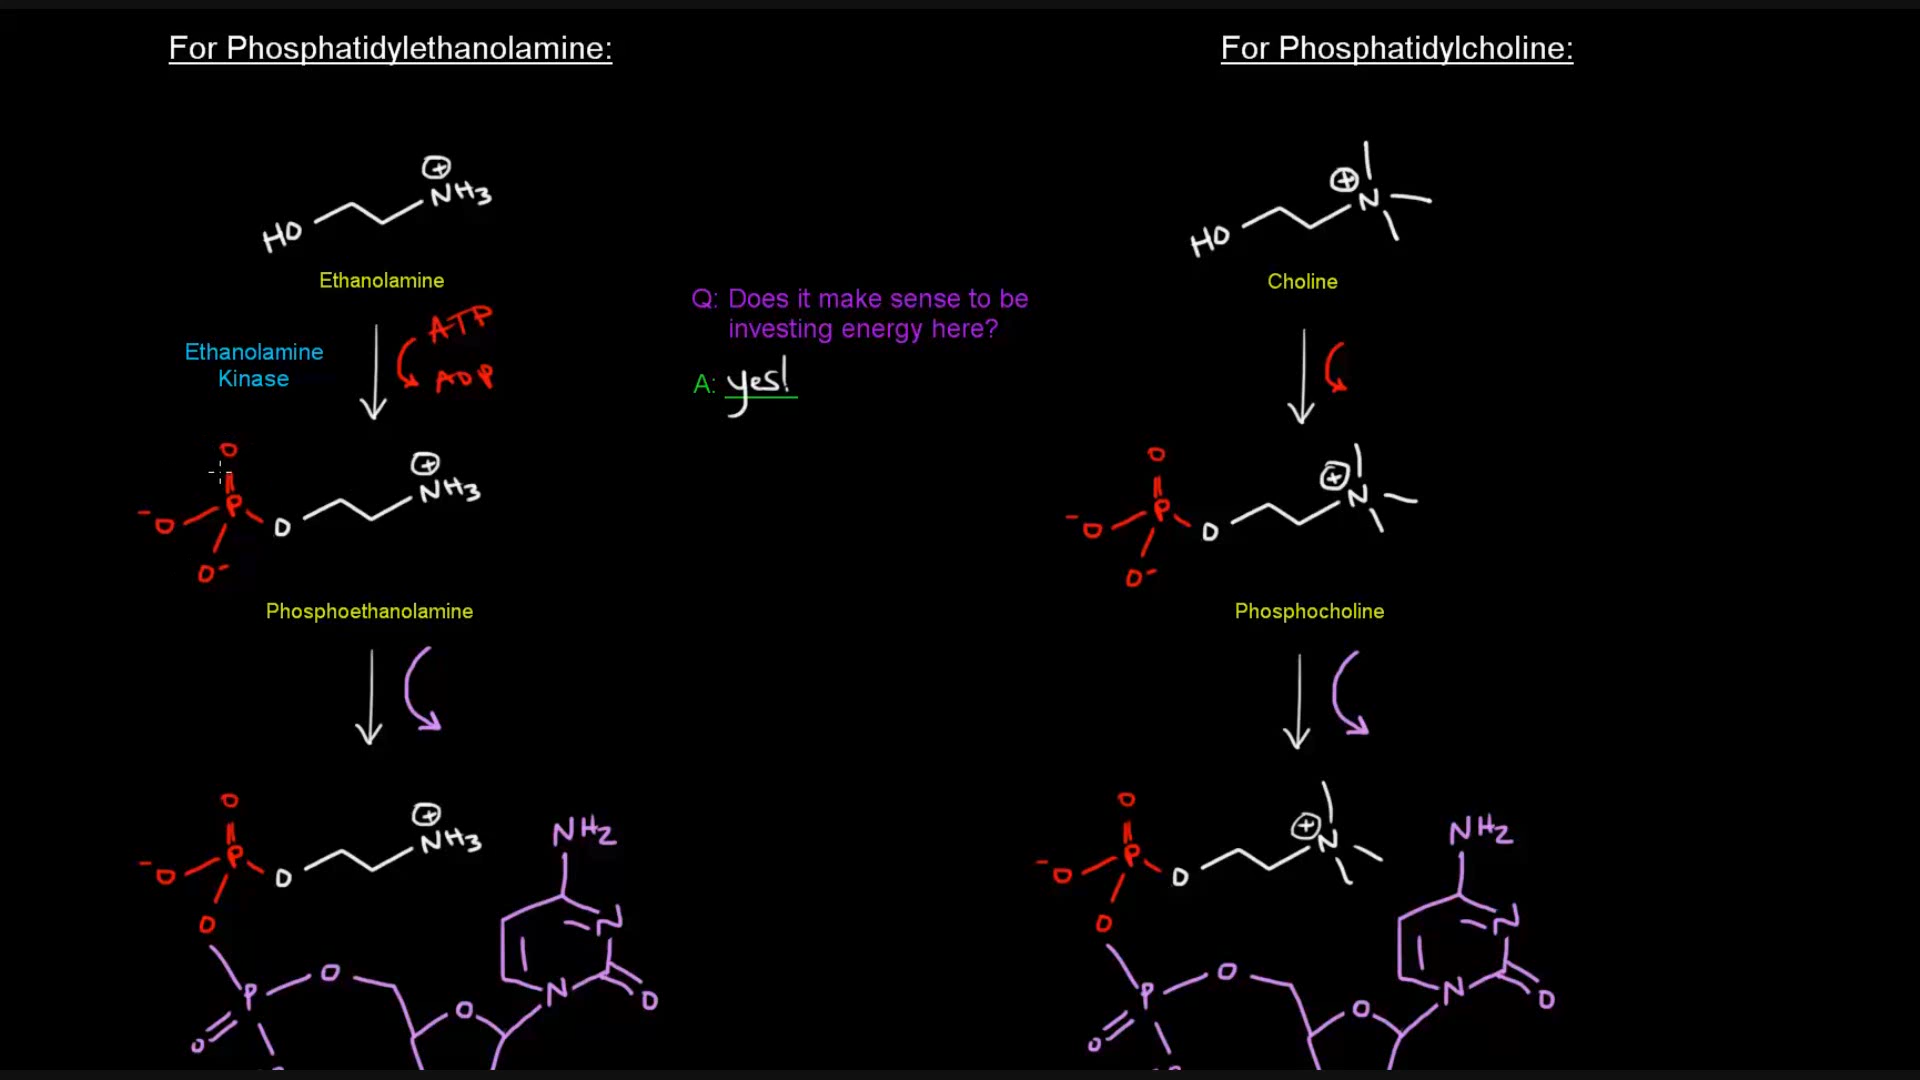 For Phosphatidylethanolamine:
For Phosphatidylcholine:
⊕
NH3
HO
Ethanolamine
⊕
N
HO
Choline
Ethanolamine
Kinase
ATP
ADP
Q: Does it make sense to be
investing energy here?
A: yes!
O
P
-O
O-
O
⊕
NH3
Phosphoethanolamine
O
P
-O
O-
O
⊕
N
Phosphocholine
O
P
-O
O
O
⊕
NH3
NH2
N
N
O
P
O
O
O
O
P
-O
O
O
⊕
N
NH2
N
N
O
P
O
O
O